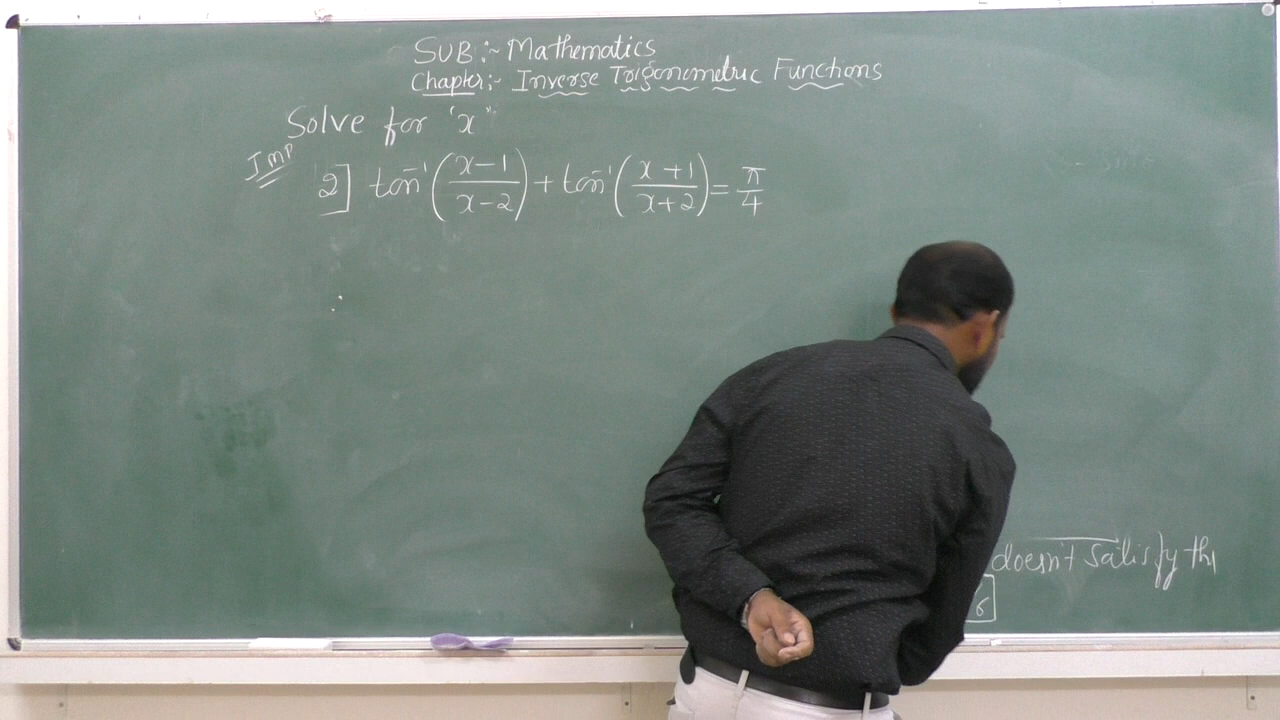 SUB:- Mathematics
Chapter:- Inverse Trigonometric Functions
Solve for 'x'
Imp
2] tan⁻¹((x-1)/(x-2)) + tan⁻¹((x+1)/(x+2)) = π/4
doesn't satisfy
6